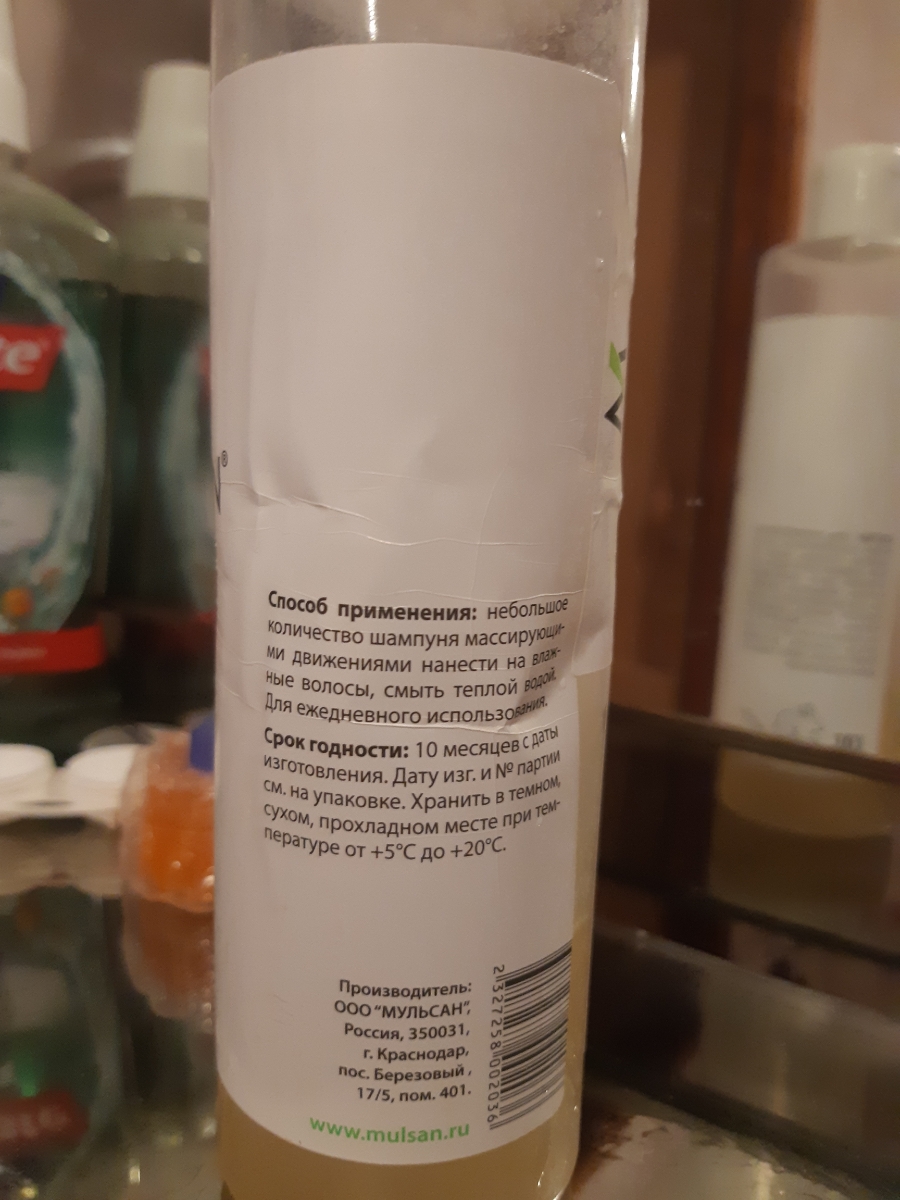 N®
Способ применения: небольшое
количество шампуня массирующи-
ми движениями нанести на влаж-
ные волосы, смыть теплой водой.
Для ежедневного использования.
Срок годности: 10 месяцев с даты
изготовления. Дату изг. и № партии
см. на упаковке. Хранить в темном,
сухом, прохладном месте при тем-
пературе от +5°С до +20°С.
Производитель:
ООО "МУЛЬСАН",
Россия, 350031,
г. Краснодар,
пос. Березовый ,
17/5, пом. 401.
www.mulsan.ru
2327258002036
te